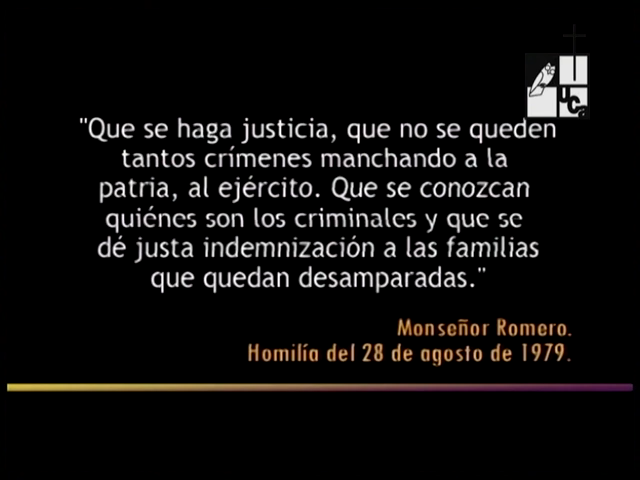 uca
"Que se haga justicia, que no se queden
tantos crímenes manchando a la
patria, al ejército. Que se conozcan
quiénes son los criminales y que se
dé justa indemnización a las familias
que quedan desamparadas."
Monseñor Romero.
Homilía del 28 de agosto de 1979.